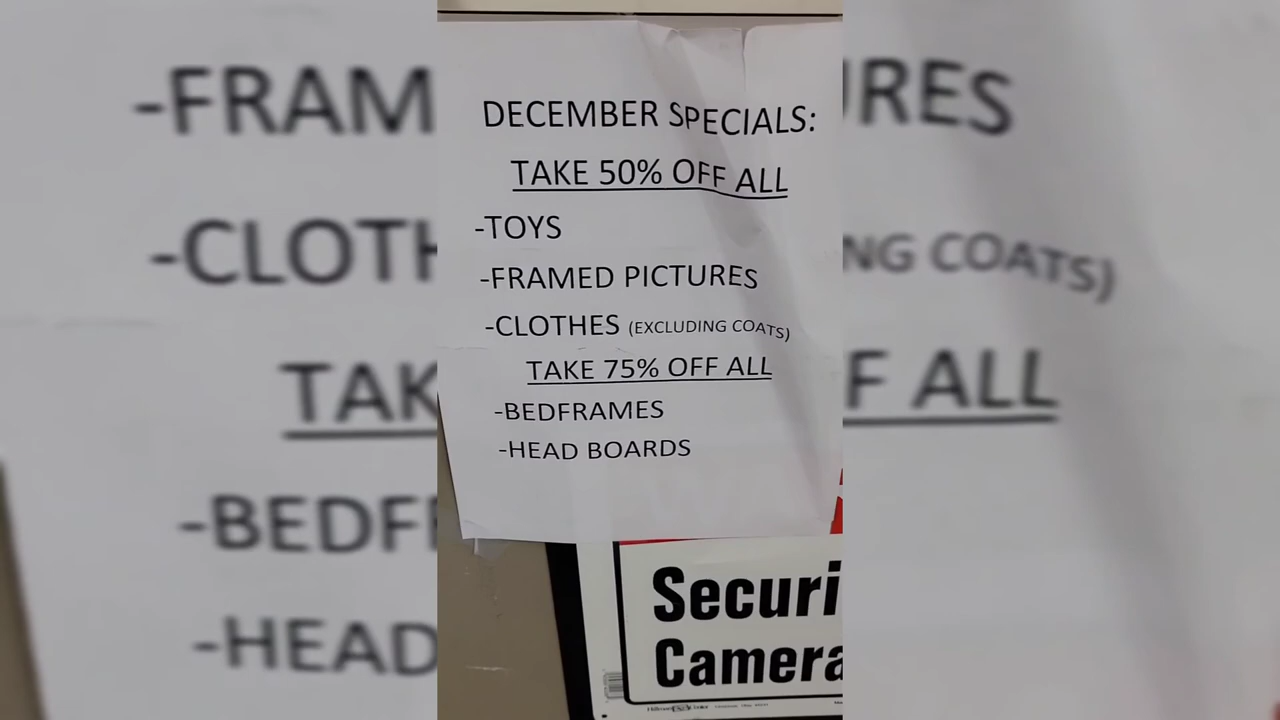 DECEMBER SPECIALS:
TAKE 50% OFF ALL
-TOYS
-FRAMED PICTURES
-CLOTHES (EXCLUDING COATS)
TAKE 75% OFF ALL
-BEDFRAMES
-HEAD BOARDS
Securi
Camera